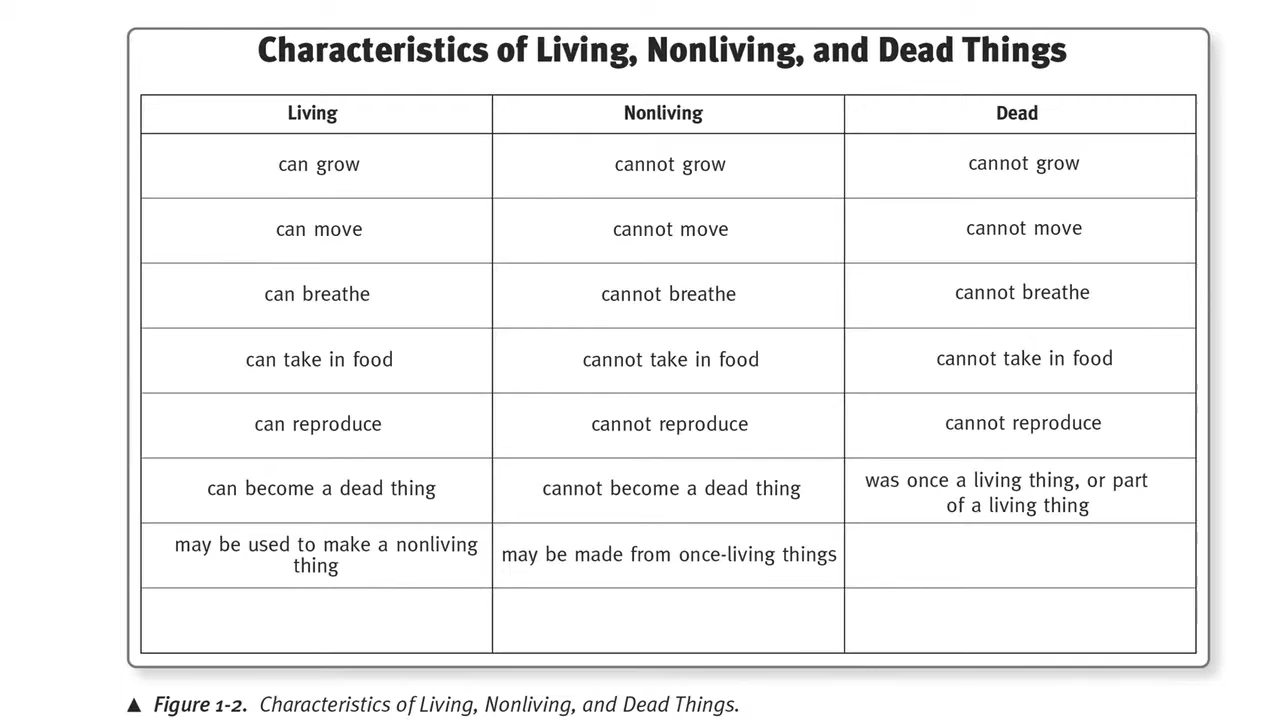 Characteristics of Living, Nonliving, and Dead Things
Living Nonliving Dead
can grow cannot grow cannot grow
can move cannot move cannot move
can breathe cannot breathe cannot breathe
can take in food cannot take in food cannot take in food
can reproduce cannot reproduce cannot reproduce
can become a dead thing cannot become a dead thing was once a living thing, or part
of a living thing
may be used to make a nonliving
thing may be made from once-living things
▲ Figure 1-2. Characteristics of Living, Nonliving, and Dead Things.